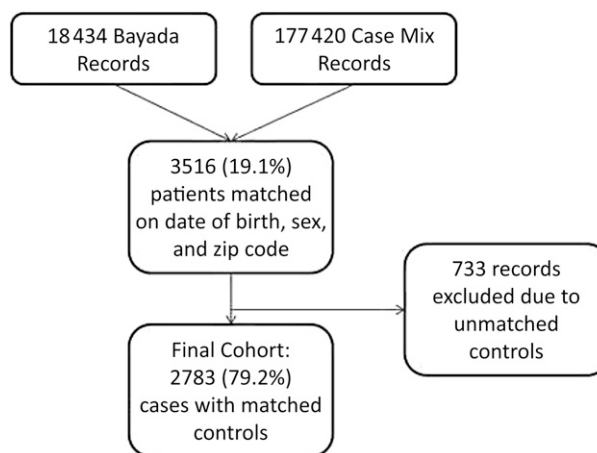 18 434 Bayada
Records
177 420 Case Mix
Records
3516 (19.1%)
patients matched
on date of birth, sex,
and zip code
733 records
excluded due to
unmatched
controls
Final Cohort:
2783 (79.2%)
cases with matched
controls